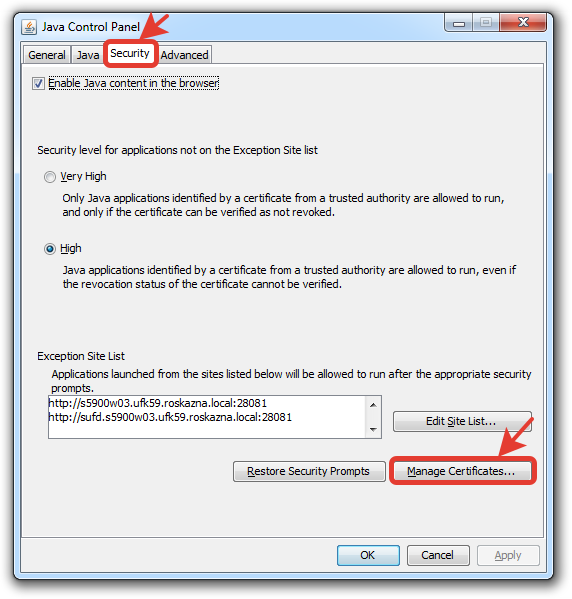 Java Control Panel
General Java Security Advanced
Enable Java content in the browser
Security level for applications not on the Exception Site list
Very High
Only Java applications identified by a certificate from a trusted authority are allowed to run,
and only if the certificate can be verified as not revoked.
High
Java applications identified by a certificate from a trusted authority are allowed to run, even if
the revocation status of the certificate cannot be verified.
Exception Site List
Applications launched from the sites listed below will be allowed to run after the appropriate security
prompts.
http://s5900w03.ufk59.roskazna.local:28081
http://sufd.s5900w03.ufk59.roskazna.local:28081
Edit Site List...
Restore Security Prompts Manage Certificates...
OK Cancel Apply